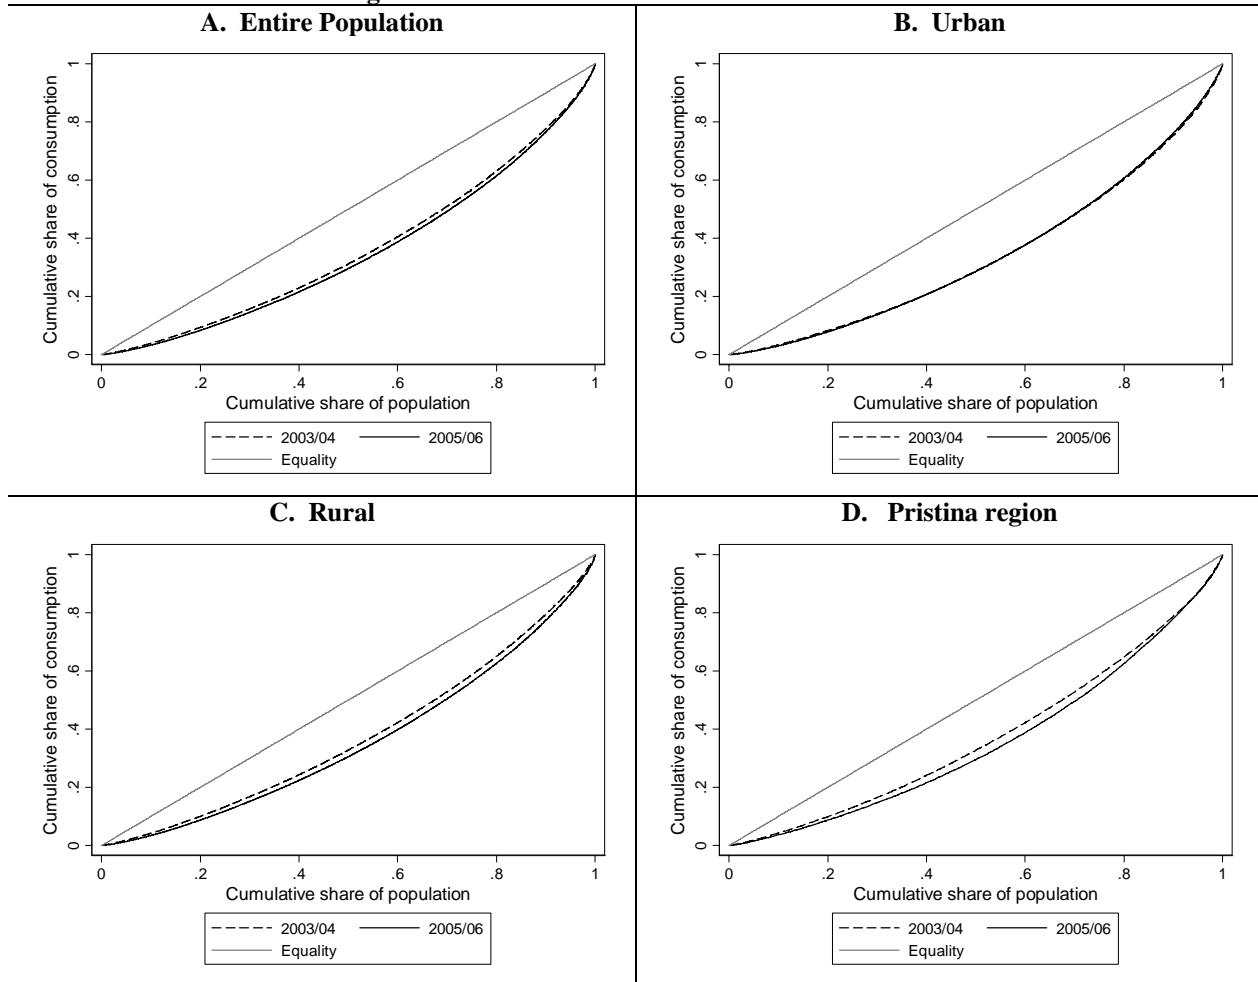 A. Entire Population
Cumulative share of consumption
0 .2 .4 .6 .8 1
0 .2 .4 .6 .8 1
Cumulative share of population
2003/04 2005/06
Equality
B. Urban
Cumulative share of consumption
0 .2 .4 .6 .8 1
0 .2 .4 .6 .8 1
Cumulative share of population
2003/04 2005/06
Equality
C. Rural
Cumulative share of consumption
0 .2 .4 .6 .8 1
0 .2 .4 .6 .8 1
Cumulative share of population
2003/04 2005/06
Equality
D. Pristina region
Cumulative share of consumption
0 .2 .4 .6 .8 1
0 .2 .4 .6 .8 1
Cumulative share of population
2003/04 2005/06
Equality